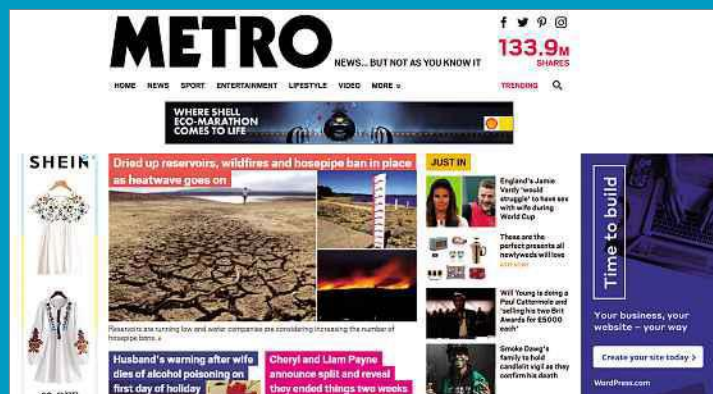 METRO
NEWS... BUT NOT AS YOU KNOW IT
133.9M
SHARES
HOME NEWS SPORT ENTERTAINMENT LIFESTYLE VIDEO MORE
TRENDING
WHERE SHELL
ECO-MARATHON
COMES TO LIFE
SHEIN
Dried up reservoirs, wildfires and hosepipe ban in place
as heatwave goes on
Reservoirs are running low and water companies are considering increasing the number of
hosepipe bans.
Husband's warning after wife
dies of alcohol poisoning on
first day of holiday
Cheryl and Liam Payne
announce split and reveal
they ended things two weeks
JUST IN
England's Jamie
Vardy 'would
struggle' to have sex
with wife during
World Cup
These are the
perfect presents all
newlyweds will love
Will Young is doing a
Paul Cattermole and
'selling his two Brit
Awards for £5000
each'
Smoke Dawg's
family to hold
candlelit vigil as they
confirm his death
Time to build
Your business, your
website – your way
Create your site today >
WordPress.com